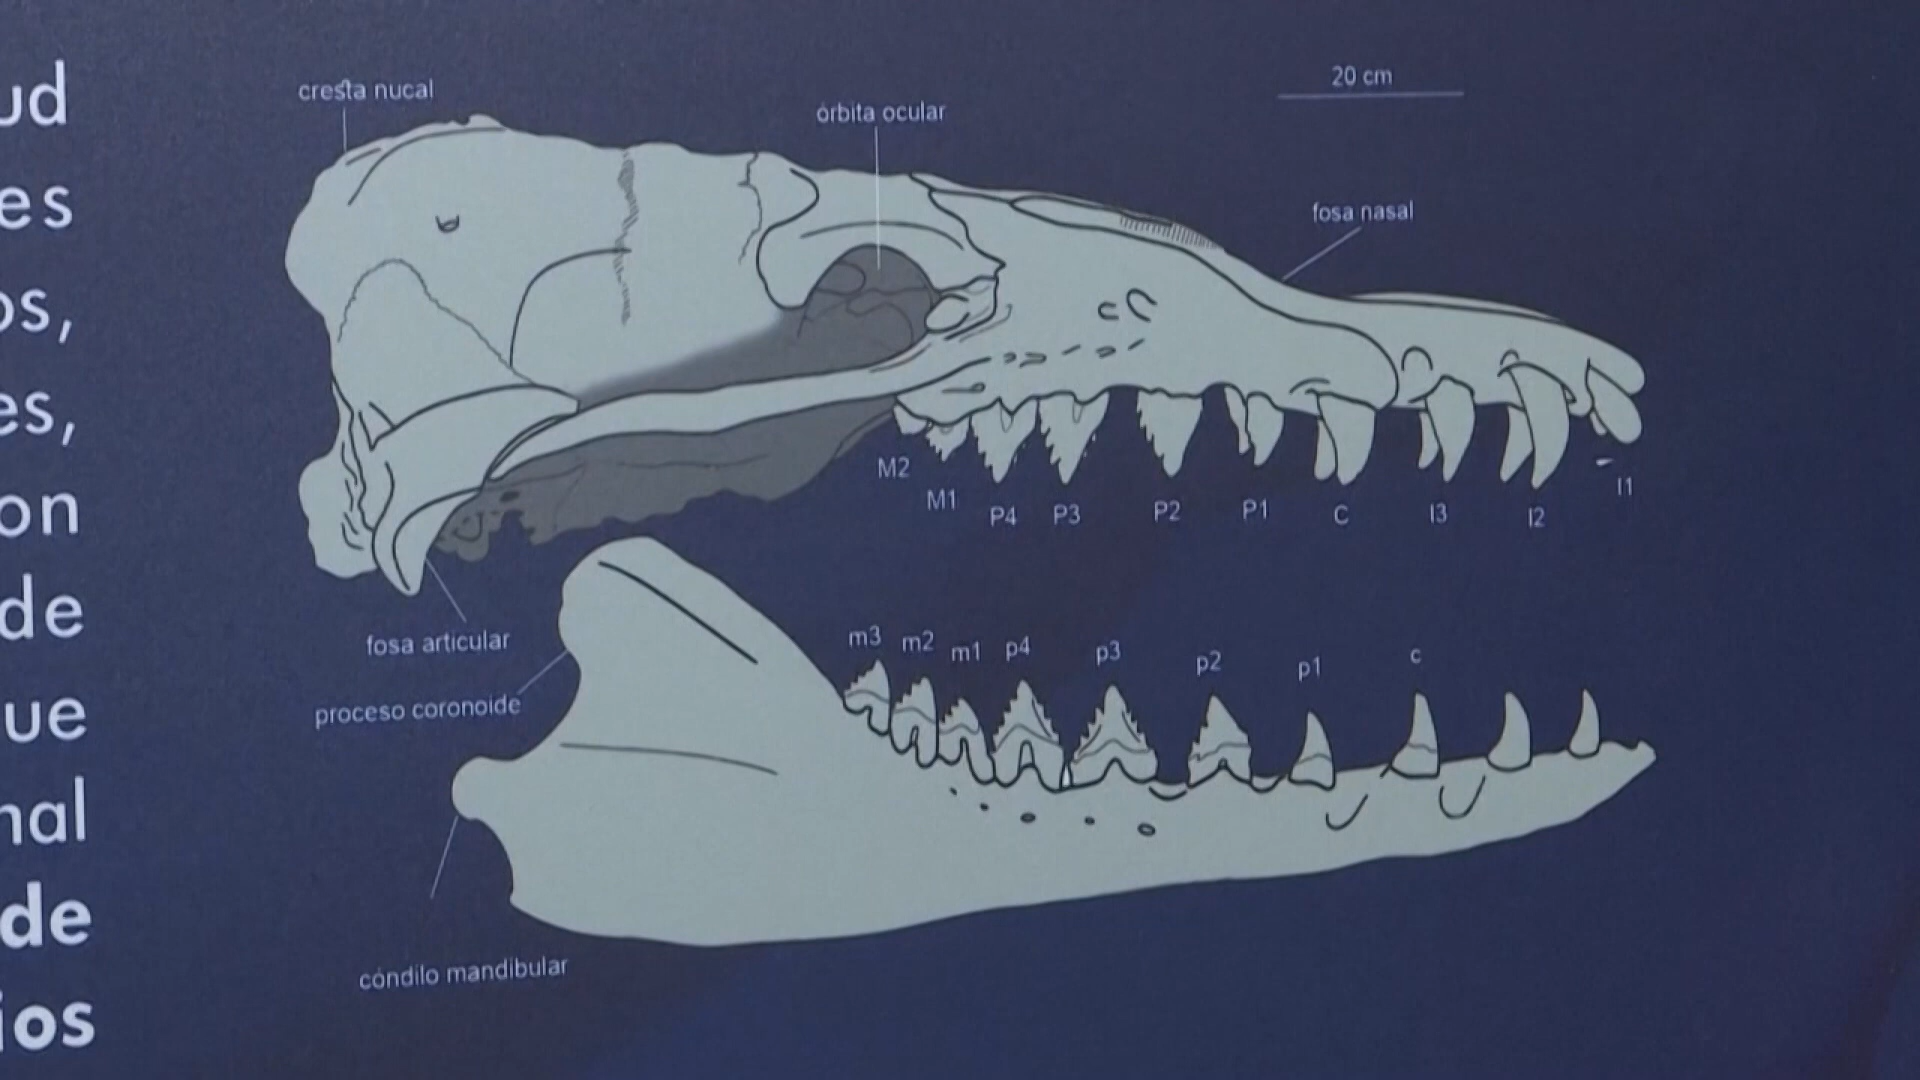 ud
es
os,
es,
on
de
ue
nal
de
ios
cresta nucal
órbita ocular
20 cm
fosa nasal
M2
M1
P4
P3
P2
P1
C
I3
I2
I1
fosa articular
proceso coronoide
m3
m2
m1
p4
p3
p2
p1
c
cóndilo mandibular